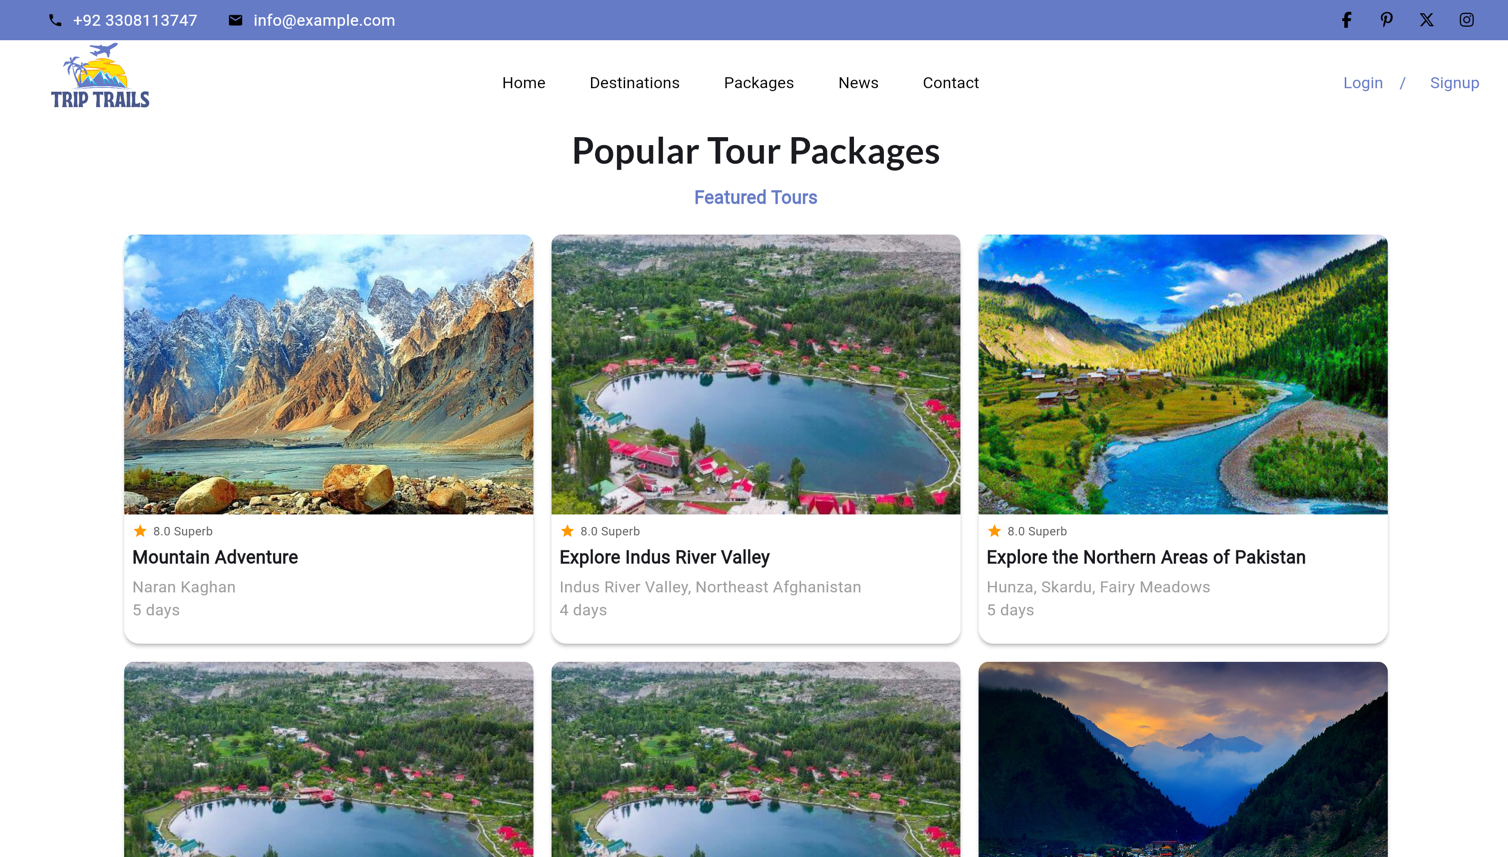 +92 3308113747 info@example.com
TRIP TRAILS
Home Destinations Packages News Contact
Login / Signup
Popular Tour Packages
Featured Tours
8.0 Superb
Mountain Adventure
Naran Kaghan
5 days
8.0 Superb
Explore Indus River Valley
Indus River Valley, Northeast Afghanistan
4 days
8.0 Superb
Explore the Northern Areas of Pakistan
Hunza, Skardu, Fairy Meadows
5 days